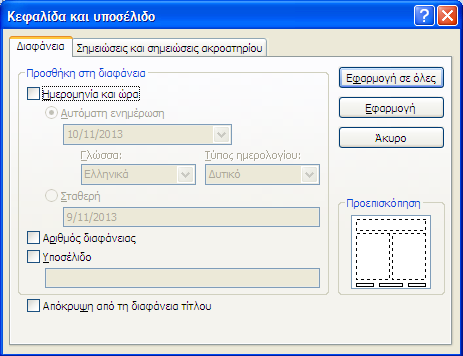 Κεφαλίδα και υποσέλιδο
Διαφάνεια
Σημειώσεις και σημειώσεις ακροατηρίου
Προσθήκη στη διαφάνεια
Ημερομηνία και ώρα
Αυτόματη ενημέρωση
10/11/2013
Γλώσσα:
Τύπος ημερολογίου:
Ελληνικά
Δυτικό
Σταθερή
9/11/2013
Αριθμός διαφάνειας
Υποσέλιδο
Απόκρυψη από τη διαφάνεια τίτλου
Εφαρμογή σε όλες
Εφαρμογή
Άκυρο
Προεπισκόπηση